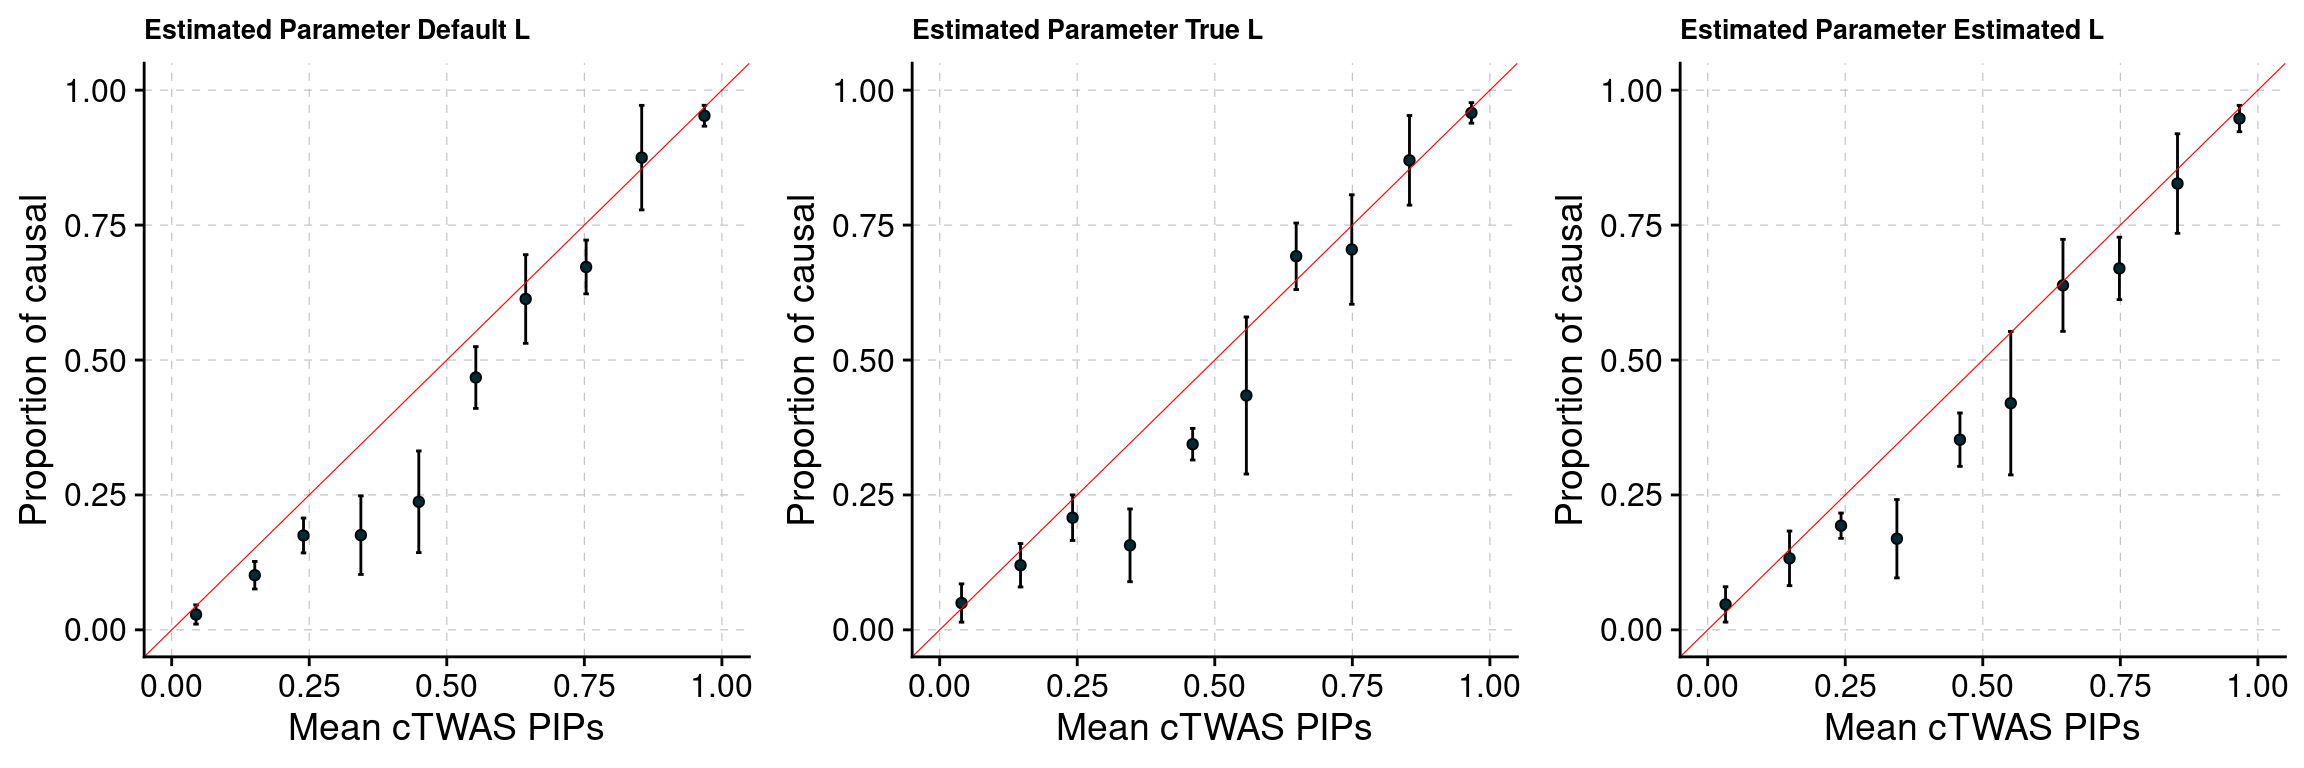 Estimated Parameter Default L
1.00
0.75
0.50
0.25
0.00
Proportion of causal
0.00 0.25 0.50 0.75 1.00
Mean cTWAS PIPs
Estimated Parameter True L
1.00
0.75
0.50
0.25
0.00
Proportion of causal
0.00 0.25 0.50 0.75 1.00
Mean cTWAS PIPs
Estimated Parameter Estimated L
1.00
0.75
0.50
0.25
0.00
Proportion of causal
0.00 0.25 0.50 0.75 1.00
Mean cTWAS PIPs